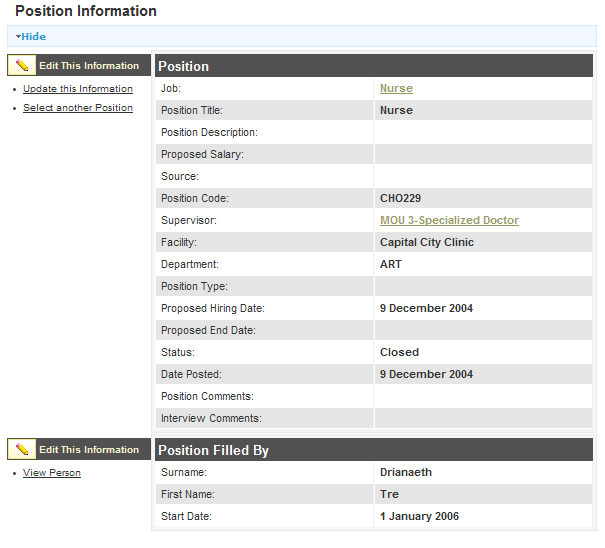 Position Information
Hide
Edit This Information
Update this Information
Select another Position
Position
Job: Nurse
Position Title: Nurse
Position Description:
Proposed Salary:
Source:
Position Code: CHO229
Supervisor: MOU 3-Specialized Doctor
Facility: Capital City Clinic
Department: ART
Position Type:
Proposed Hiring Date: 9 December 2004
Proposed End Date:
Status: Closed
Date Posted: 9 December 2004
Position Comments:
Interview Comments:
Edit This Information
View Person
Position Filled By
Surname: Drianaeth
First Name: Tre
Start Date: 1 January 2006